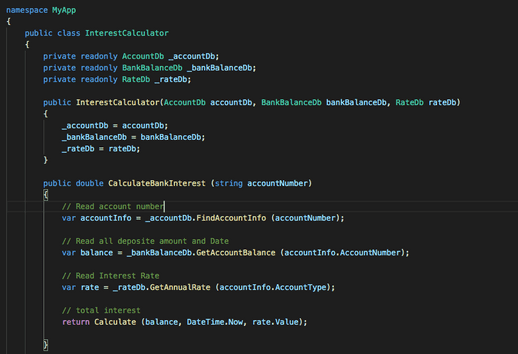 namespace MyApp
{
public class InterestCalculator
{
private readonly AccountDb _accountDb;
private readonly BankBalanceDb _bankBalanceDb;
private readonly RateDb _rateDb;
public InterestCalculator(AccountDb accountDb, BankBalanceDb bankBalanceDb, RateDb rateDb)
{
_accountDb = accountDb;
_bankBalanceDb = bankBalanceDb;
_rateDb = rateDb;
}
public double CalculateBankInterest (string accountNumber)
{
// Read account number
var accountInfo = _accountDb.FindAccountInfo (accountNumber);
// Read all deposite amount and Date
var balance = _bankBalanceDb.GetAccountBalance (accountInfo.AccountNumber);
// Read Interest Rate
var rate = _rateDb.GetAnnualRate (accountInfo.AccountType);
// total interest
return Calculate (balance, DateTime.Now, rate.Value);
}